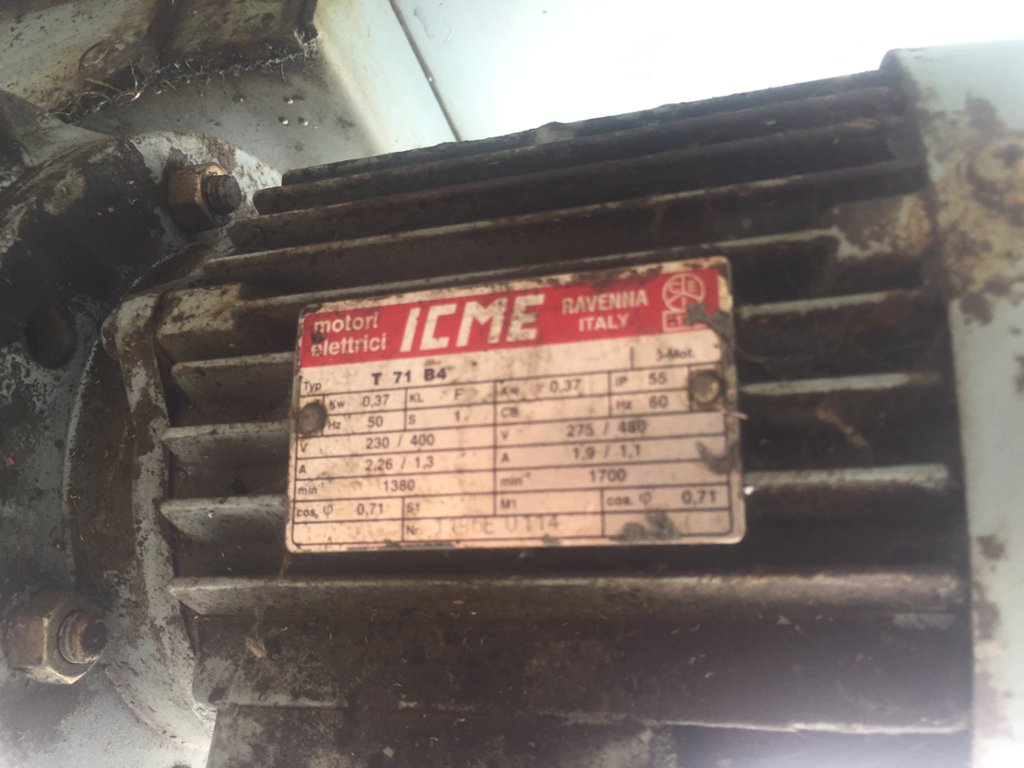 motori elettrici ICME RAVENNA ITALY
3-Mot.
Typ T 71 B4
Kw 0,37 KL F Kw 0,37 IP 55
Hz 50 S 1 CB Hz 60
V 230 / 400 V 275 / 480
A 2,26 / 1,3 A 1,9 / 1,1
min⁻¹ 1380 min⁻¹ 1700
cos. φ 0,71 S1 M1 cos. φ 0,71
Nr. 0114